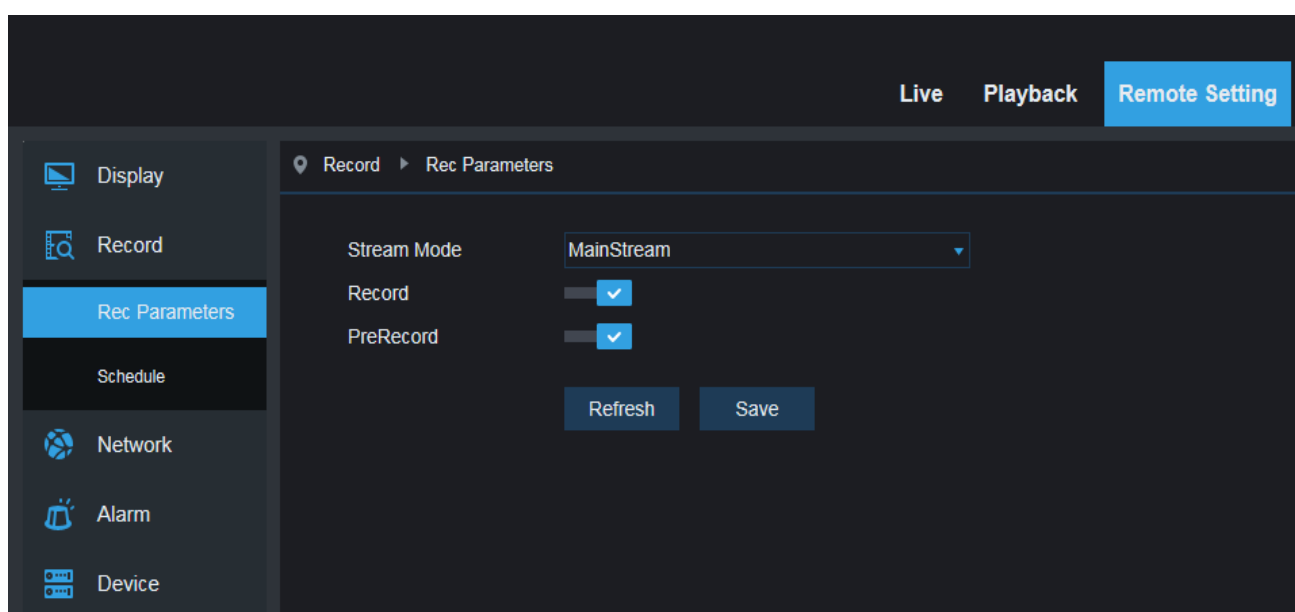 Live Playback Remote Setting
Display
Record
Rec Parameters
Schedule
Network
Alarm
Device
Record Rec Parameters
Stream Mode MainStream
Record
PreRecord
Refresh Save